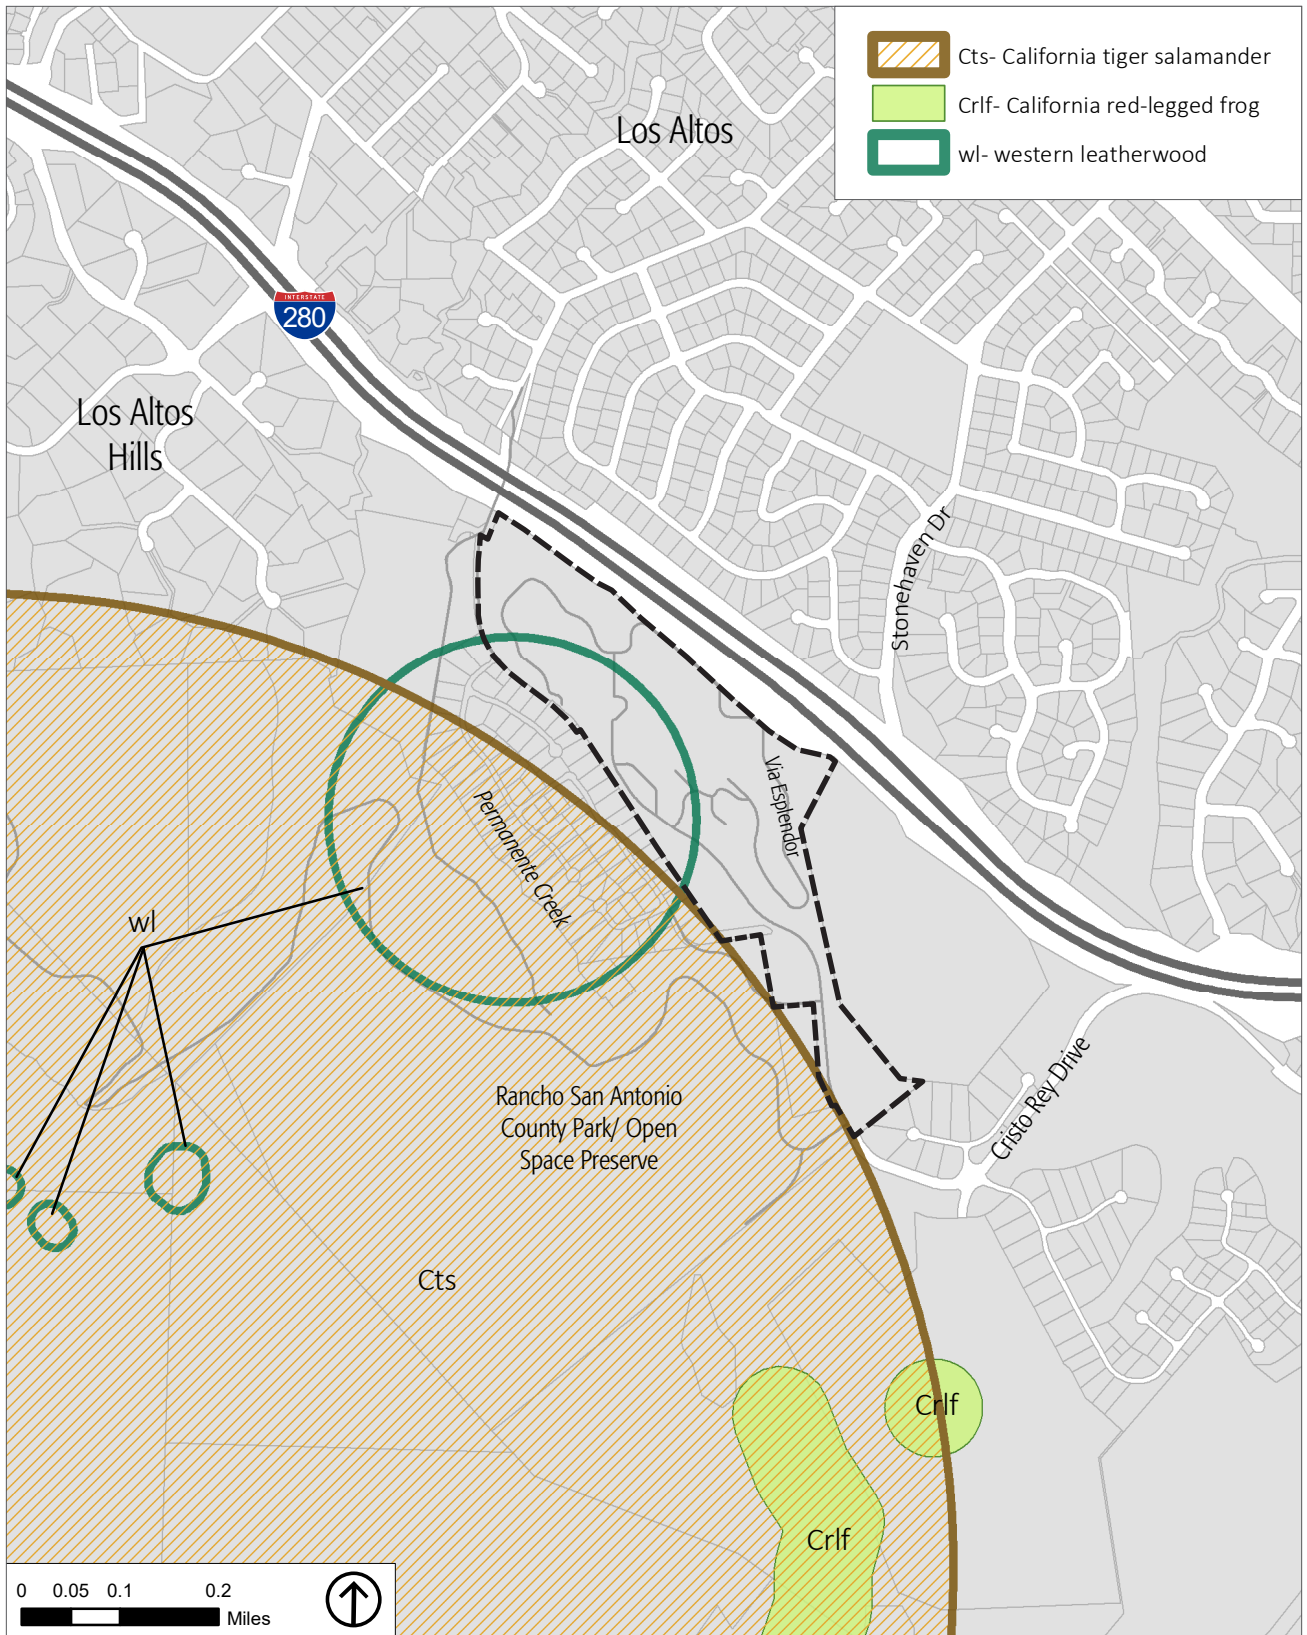 Cts- California tiger salamander
Crlf- California red-legged frog
wl- western leatherwood
Los Altos
INTERSTATE
280
Los Altos
Hills
Stonehaven Dr
Via Esplendor
Permanente Creek
wl
Cristo Rey Drive
Rancho San Antonio
County Park/ Open
Space Preserve
Cts
Crlf
Crlf
0 0.05 0.1 0.2
Miles